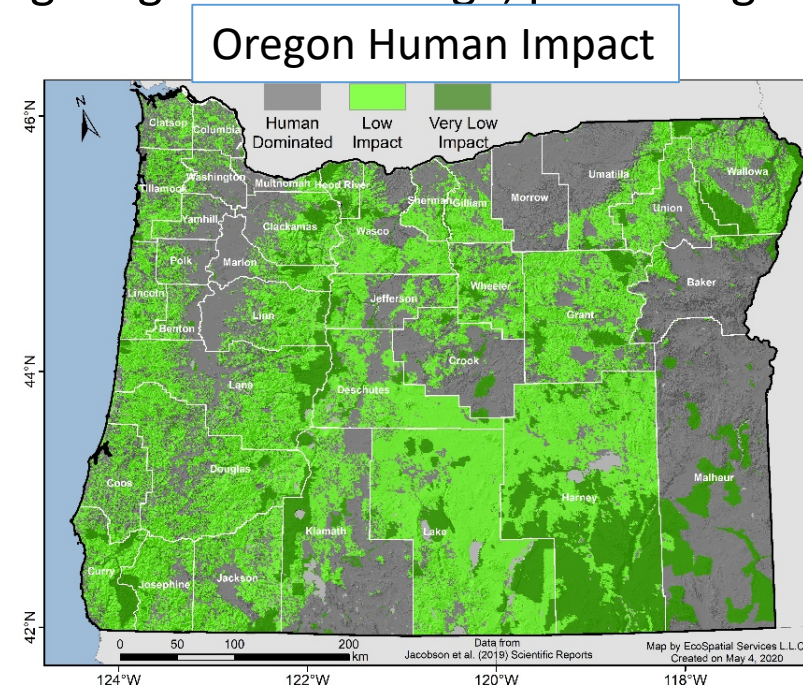 Oregon Human Impact
Human Dominated
Low Impact
Very Low Impact
46°N
44°N
42°N
N
Clatsop
Columbia
Tillamook
Washington
Multnomah
Hood River
Yamhill
Clackamas
Wasco
Sherman
Gilliam
Morrow
Umatilla
Union
Wallowa
Polk
Marion
Lincoln
Benton
Linn
Jefferson
Wheeler
Grant
Baker
Lane
Deschutes
Crook
Coos
Douglas
Klamath
Lake
Harney
Malheur
Curry
Josephine
Jackson
0 50 100 200
km
Data from
Jacobson et al. (2019) Scientific Reports
Map by EcoSpatial Services L.L.C
Created on May 4, 2020
124°W 122°W 120°W 118°W